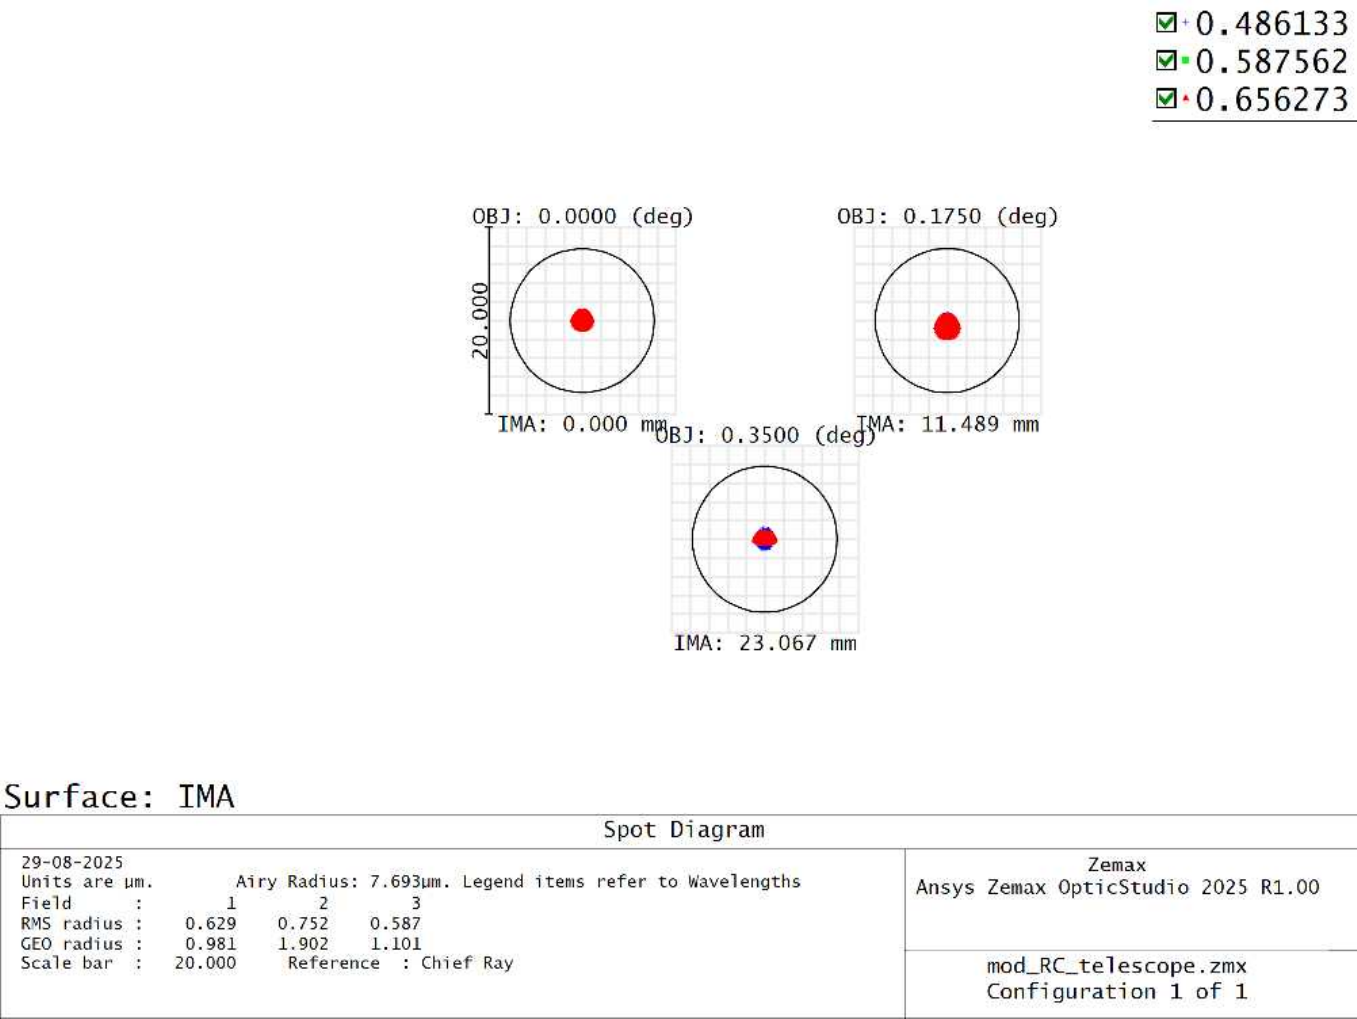 0.486133
0.587562
0.656273
OBJ: 0.0000 (deg)
OBJ: 0.1750 (deg)
20.000
IMA: 0.000 mm
IMA: 11.489 mm
OBJ: 0.3500 (deg)
IMA: 23.067 mm
Surface: IMA
Spot Diagram
29-08-2025
Units are µm. Airy Radius: 7.693µm. Legend items refer to Wavelengths
Field : 1 2 3
RMS radius : 0.629 0.752 0.587
GEO radius : 0.981 1.902 1.101
Scale bar : 20.000 Reference : Chief Ray
Zemax
Ansys Zemax OpticStudio 2025 R1.00
mod_RC_telescope.zmx
Configuration 1 of 1